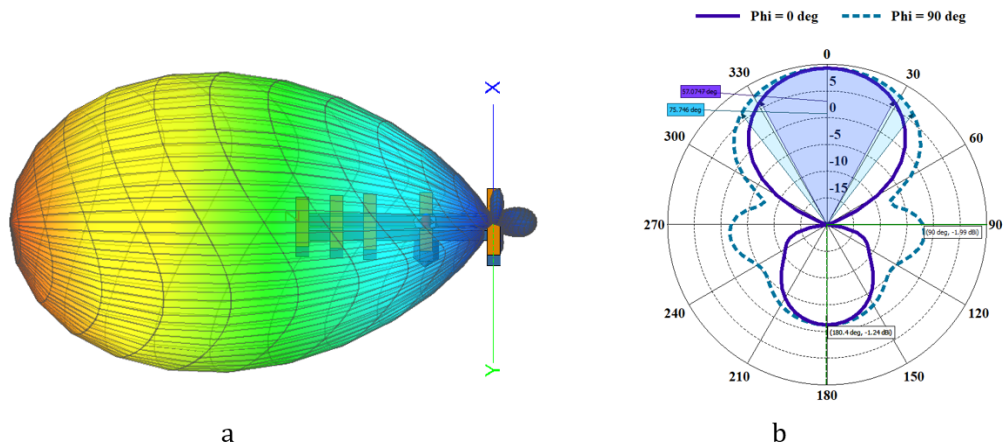 Phi = 0 deg
Phi = 90 deg
X
Y
a
0
30
60
90
120
150
180
210
240
270
300
330
5
0
-5
-10
-15
57.0747 deg
75.746 deg
(90 deg, -1.99 dBi)
(180.4 deg, -1.24 dBi)
b